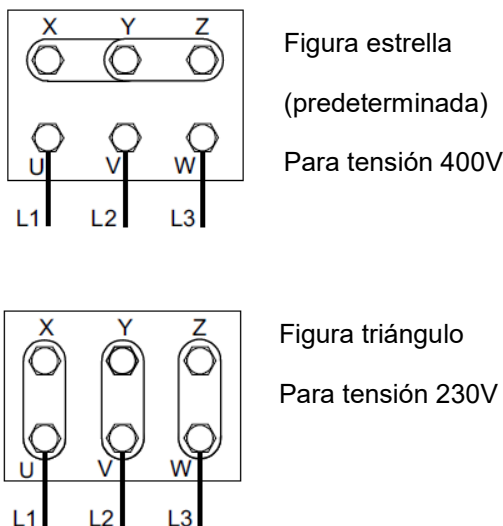 X Y Z
Figura estrella
(predeterminada)
U V W
Para tensión 400V
L1 L2 L3
X Y Z
Figura triángulo
Para tensión 230V
U V W
L1 L2 L3